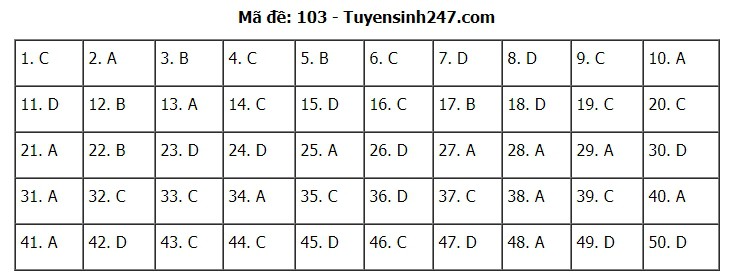 Mã đề: 103 - Tuyensinh247.com
1. C 2. A 3. B 4. C 5. B 6. C 7. D 8. D 9. C 10. A
11. D 12. B 13. A 14. C 15. D 16. C 17. B 18. D 19. C 20. C
21. A 22. B 23. D 24. D 25. A 26. D 27. A 28. A 29. A 30. D
31. A 32. C 33. C 34. A 35. C 36. D 37. C 38. A 39. C 40. A
41. A 42. D 43. C 44. C 45. D 46. C 47. D 48. A 49. D 50. D